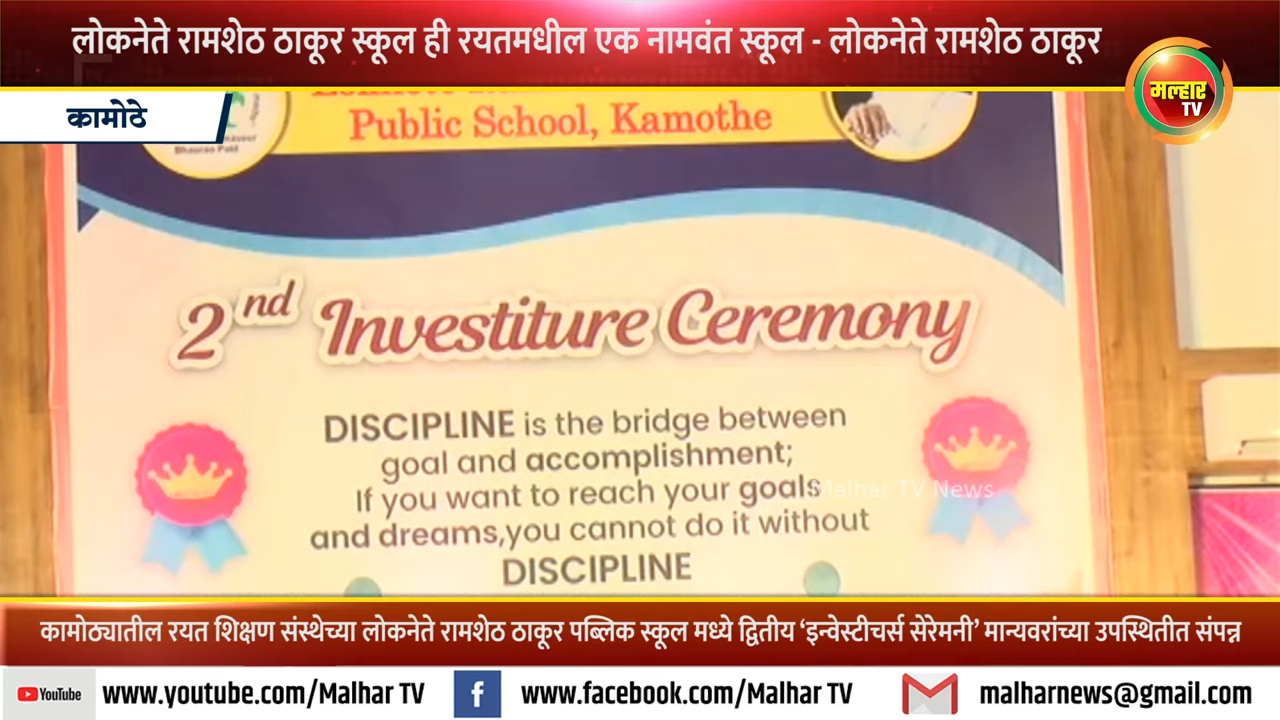 लोकनेते रामशेठ ठाकूर स्कूल ही रयतमधील एक नामवंत स्कूल - लोकनेते रामशेठ ठाकूर
मल्हार
TV
कामोठे
Public School, Kamothe
Bhaurao Patil
2nd Investiture Ceremony
DISCIPLINE is the bridge between
goal and accomplishment;
If you want to reach your goals
and dreams,you cannot do it without
DISCIPLINE
Malhar TV News
कामोठ्यातील रयत शिक्षण संस्थेच्या लोकनेते रामशेठ ठाकूर पब्लिक स्कूल मध्ये द्वितीय ‘इन्वेस्टीचर्स सेरेमनी’ मान्यवरांच्या उपस्थितीत संपन्न
YouTube www.youtube.com/Malhar TV f www.facebook.com/Malhar TV malharnews@gmail.com